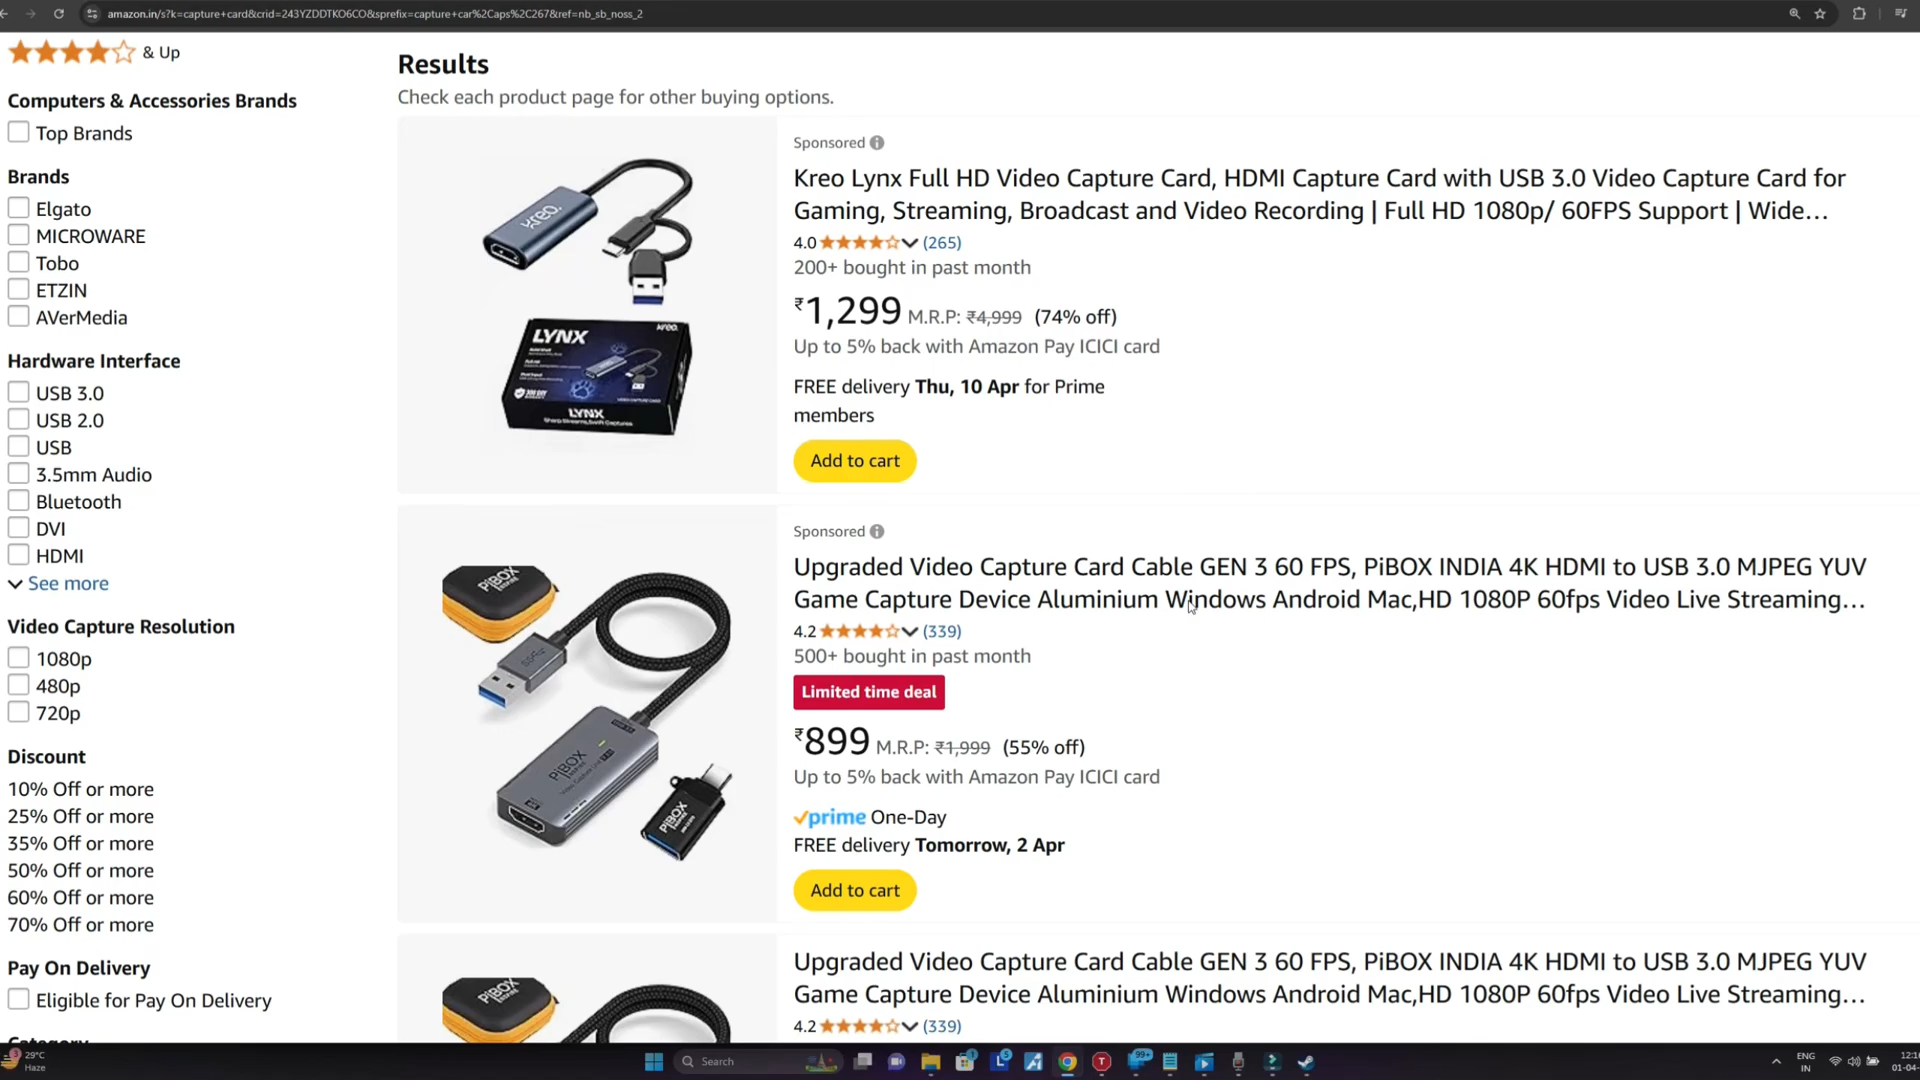 amazon.in/s?k=capture+card&crid=243YZDDTKO6CO&sprefix=capture+car%2Caps%2C267&ref=nb_sb_noss_2
& Up
Computers & Accessories Brands
Top Brands
Brands
Elgato
MICROWARE
Tobo
ETZIN
AVerMedia
Hardware Interface
USB 3.0
USB 2.0
USB
3.5mm Audio
Bluetooth
DVI
HDMI
See more
Video Capture Resolution
1080p
480p
720p
Discount
10% Off or more
25% Off or more
35% Off or more
50% Off or more
60% Off or more
70% Off or more
Pay On Delivery
Eligible for Pay On Delivery
Category
Results
Check each product page for other buying options.
kreo.
LYNX
kreo.
LYNX
Sponsored
Kreo Lynx Full HD Video Capture Card, HDMI Capture Card with USB 3.0 Video Capture Card for
Gaming, Streaming, Broadcast and Video Recording | Full HD 1080p/ 60FPS Support | Wide…
4.0 (265)
200+ bought in past month
₹1,299 M.R.P: ₹4,999 (74% off)
Up to 5% back with Amazon Pay ICICI card
FREE delivery Thu, 10 Apr for Prime
members
Add to cart
PiBOX
PiBOX
PiBOX
Sponsored
Upgraded Video Capture Card Cable GEN 3 60 FPS, PiBOX INDIA 4K HDMI to USB 3.0 MJPEG YUV
Game Capture Device Aluminium Windows Android Mac,HD 1080P 60fps Video Live Streaming…
4.2 (339)
500+ bought in past month
Limited time deal
₹899 M.R.P: ₹1,999 (55% off)
Up to 5% back with Amazon Pay ICICI card
prime One-Day
FREE delivery Tomorrow, 2 Apr
Add to cart
PiBOX
Upgraded Video Capture Card Cable GEN 3 60 FPS, PiBOX INDIA 4K HDMI to USB 3.0 MJPEG YUV
Game Capture Device Aluminium Windows Android Mac,HD 1080P 60fps Video Live Streaming…
4.2 (339)
29°C
Haze
Search
99+
ENG
IN
01-04-